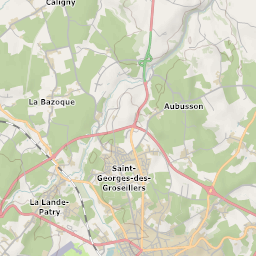 Caligny
La Bazoque
Aubusson
Saint-
Georges-des-
Groseillers
La Lande-
Patry